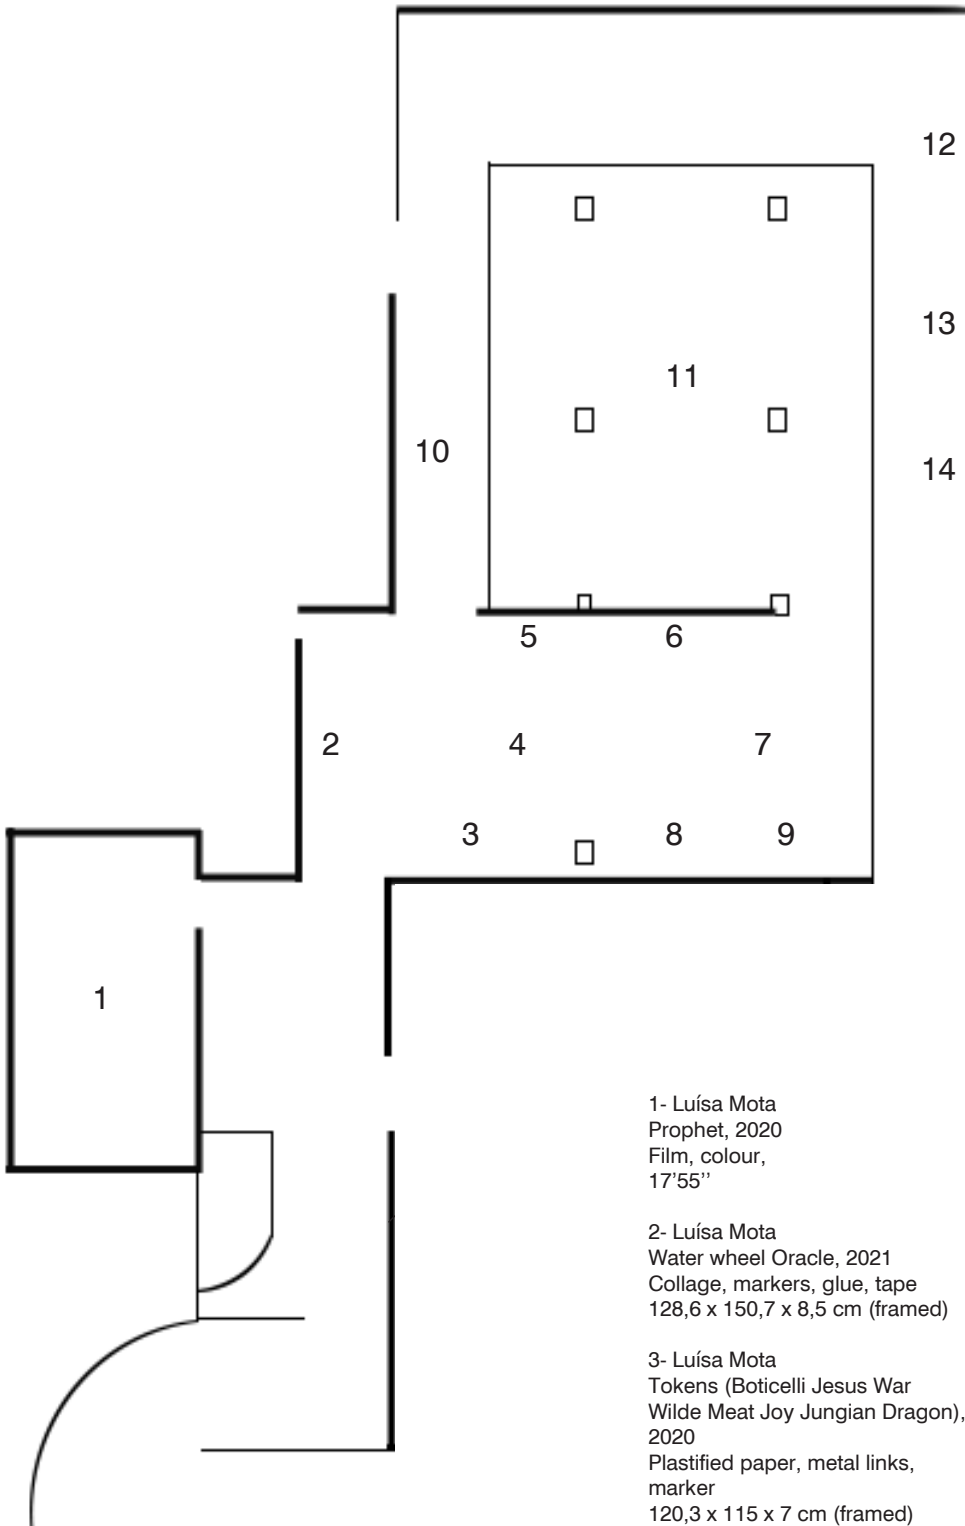 12
13
11
10
14
5
6
2
4
7
3
8
9
1
1- Luísa Mota
Prophet, 2020
Film, colour,
17’55’’
2- Luísa Mota
Water wheel Oracle, 2021
Collage, markers, glue, tape
128,6 x 150,7 x 8,5 cm (framed)
3- Luísa Mota
Tokens (Boticelli Jesus War
Wilde Meat Joy Jungian Dragon),
2020
Plastified paper, metal links,
marker
120,3 x 115 x 7 cm (framed)